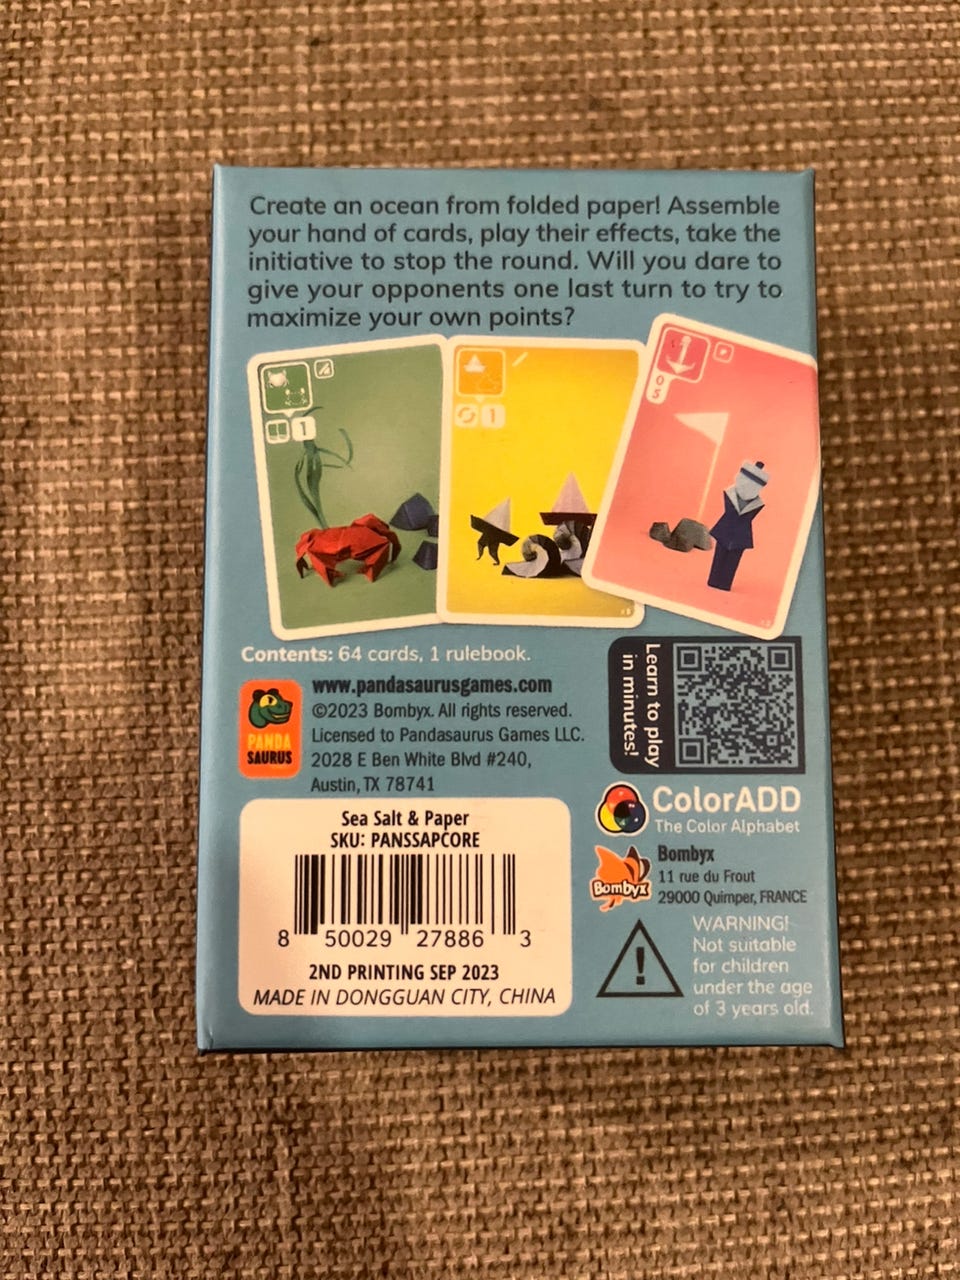 Create an ocean from folded paper! Assemble
your hand of cards, play their effects, take the
initiative to stop the round. Will you dare to
give your opponents one last turn to try to
maximize your own points?
1
1
0
5
Contents: 64 cards, 1 rulebook.
Learn to play
in minutes!
PANDA
SAURUS
www.pandasaurusgames.com
©2023 Bombyx. All rights reserved.
Licensed to Pandasaurus Games LLC.
2028 E Ben White Blvd #240,
Austin, TX 78741
ColorADD
The Color Alphabet
Bombyx
Bombyx
11 rue du Frout
29000 Quimper, FRANCE
Sea Salt & Paper
SKU: PANSSAPCORE
8 50029 27886 3
2ND PRINTING SEP 2023
MADE IN DONGGUAN CITY, CHINA
WARNING!
Not suitable
for children
under the age
of 3 years old.